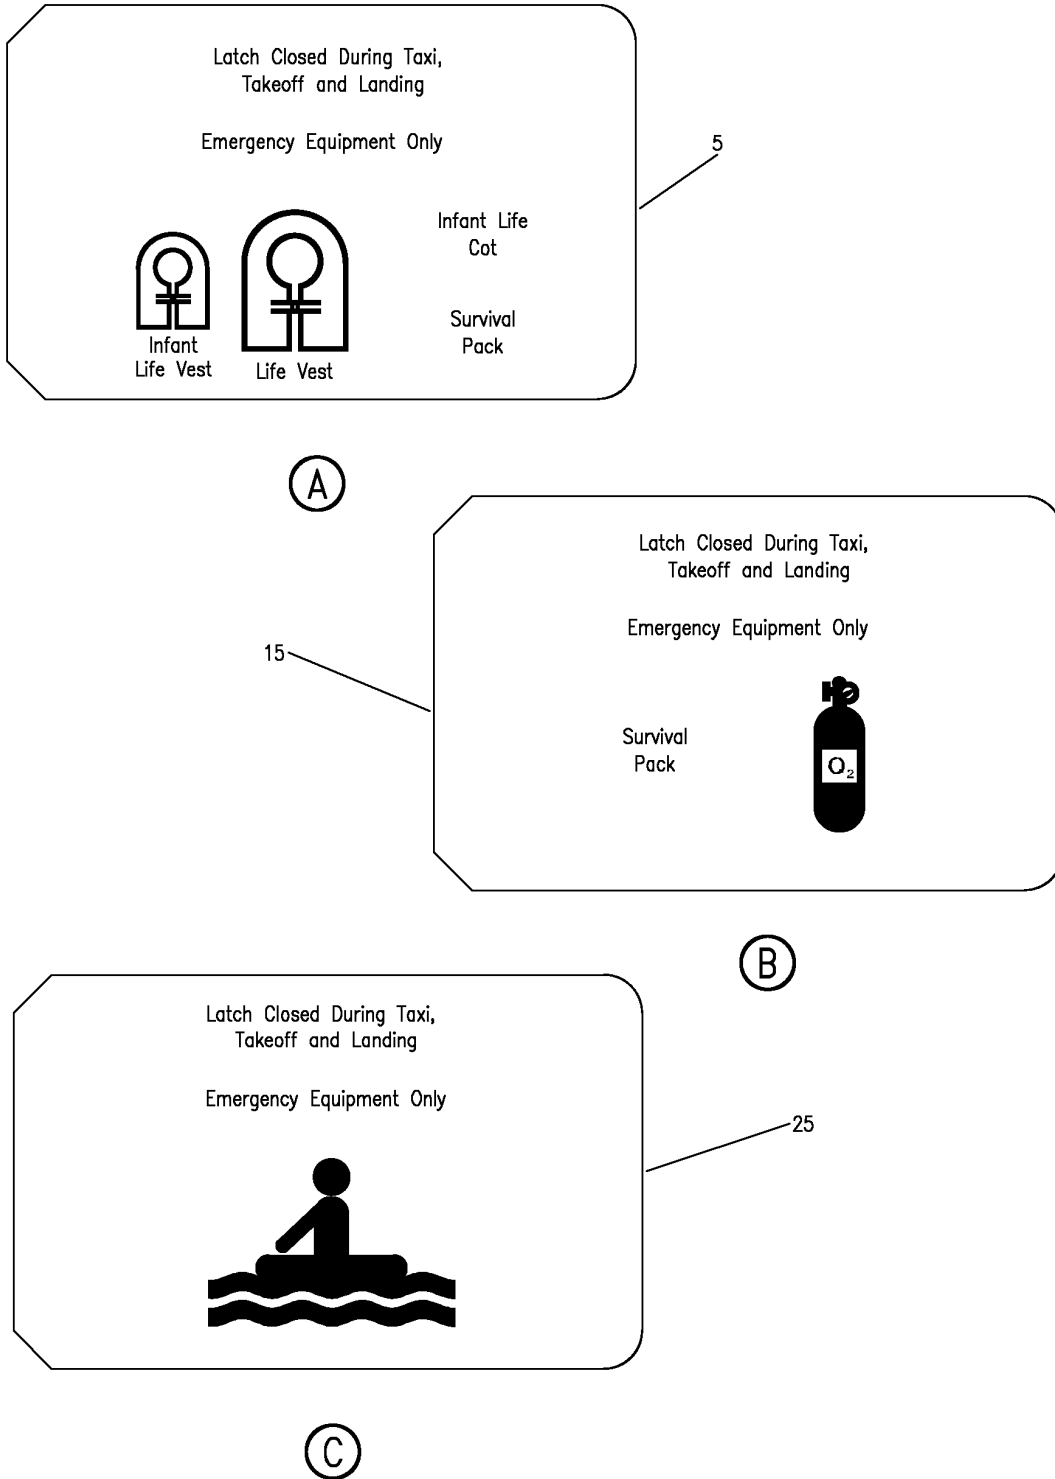 Latch Closed During Taxi,
Takeoff and Landing
Emergency Equipment Only
5
Infant Life
Cot
Survival
Pack
Infant
Life Vest
Life Vest
A
Latch Closed During Taxi,
Takeoff and Landing
Emergency Equipment Only
15
Survival
Pack
O₂
B
Latch Closed During Taxi,
Takeoff and Landing
Emergency Equipment Only
25
C